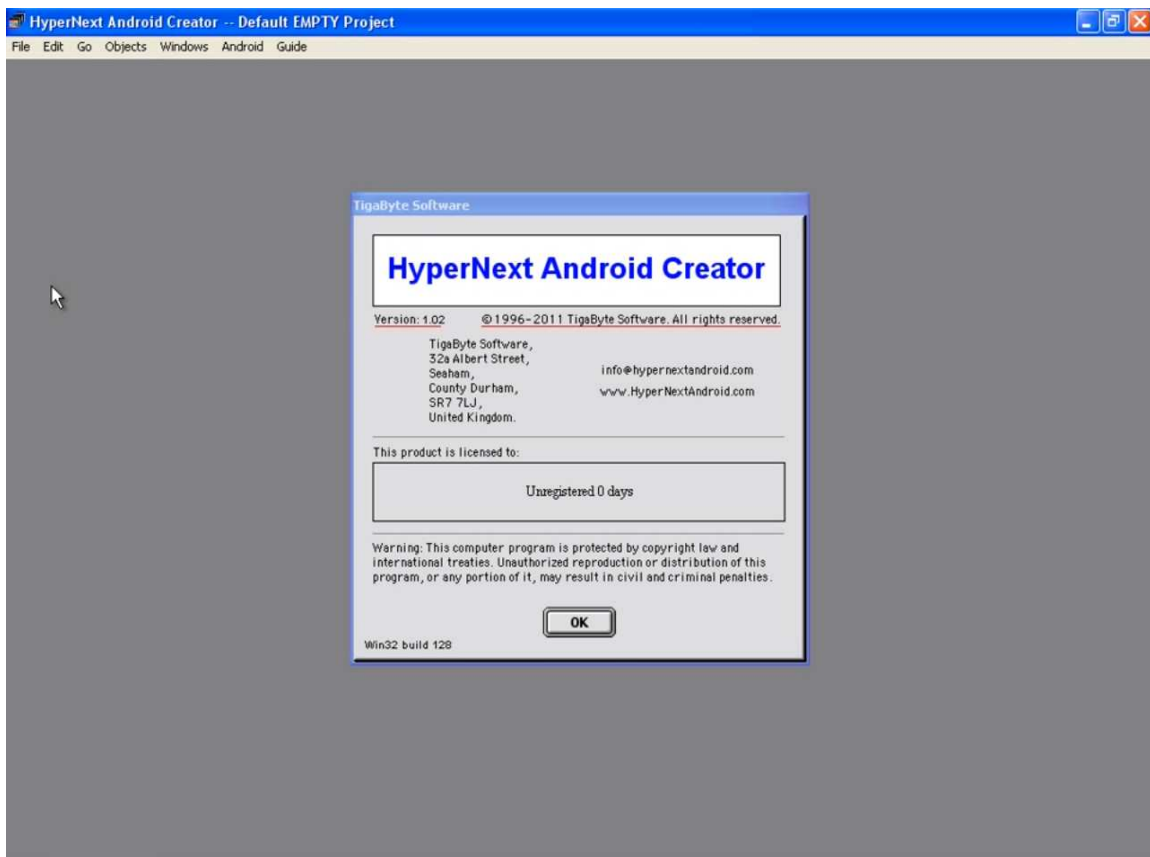 HyperNext Android Creator -- Default EMPTY Project
File Edit Go Objects Windows Android Guide
TigaByte Software
HyperNext Android Creator
Version: 1.02 ©1996-2011 TigaByte Software. All rights reserved.
TigaByte Software,
32a Albert Street,
Seaham,
County Durham,
SR7 7LJ,
United Kingdom.
info@hypernextandroid.com
www.HyperNextAndroid.com
This product is licensed to:
Unregistered 0 days
Warning: This computer program is protected by copyright law and
international treaties. Unauthorized reproduction or distribution of this
program, or any portion of it, may result in civil and criminal penalties.
OK
Win32 build 128